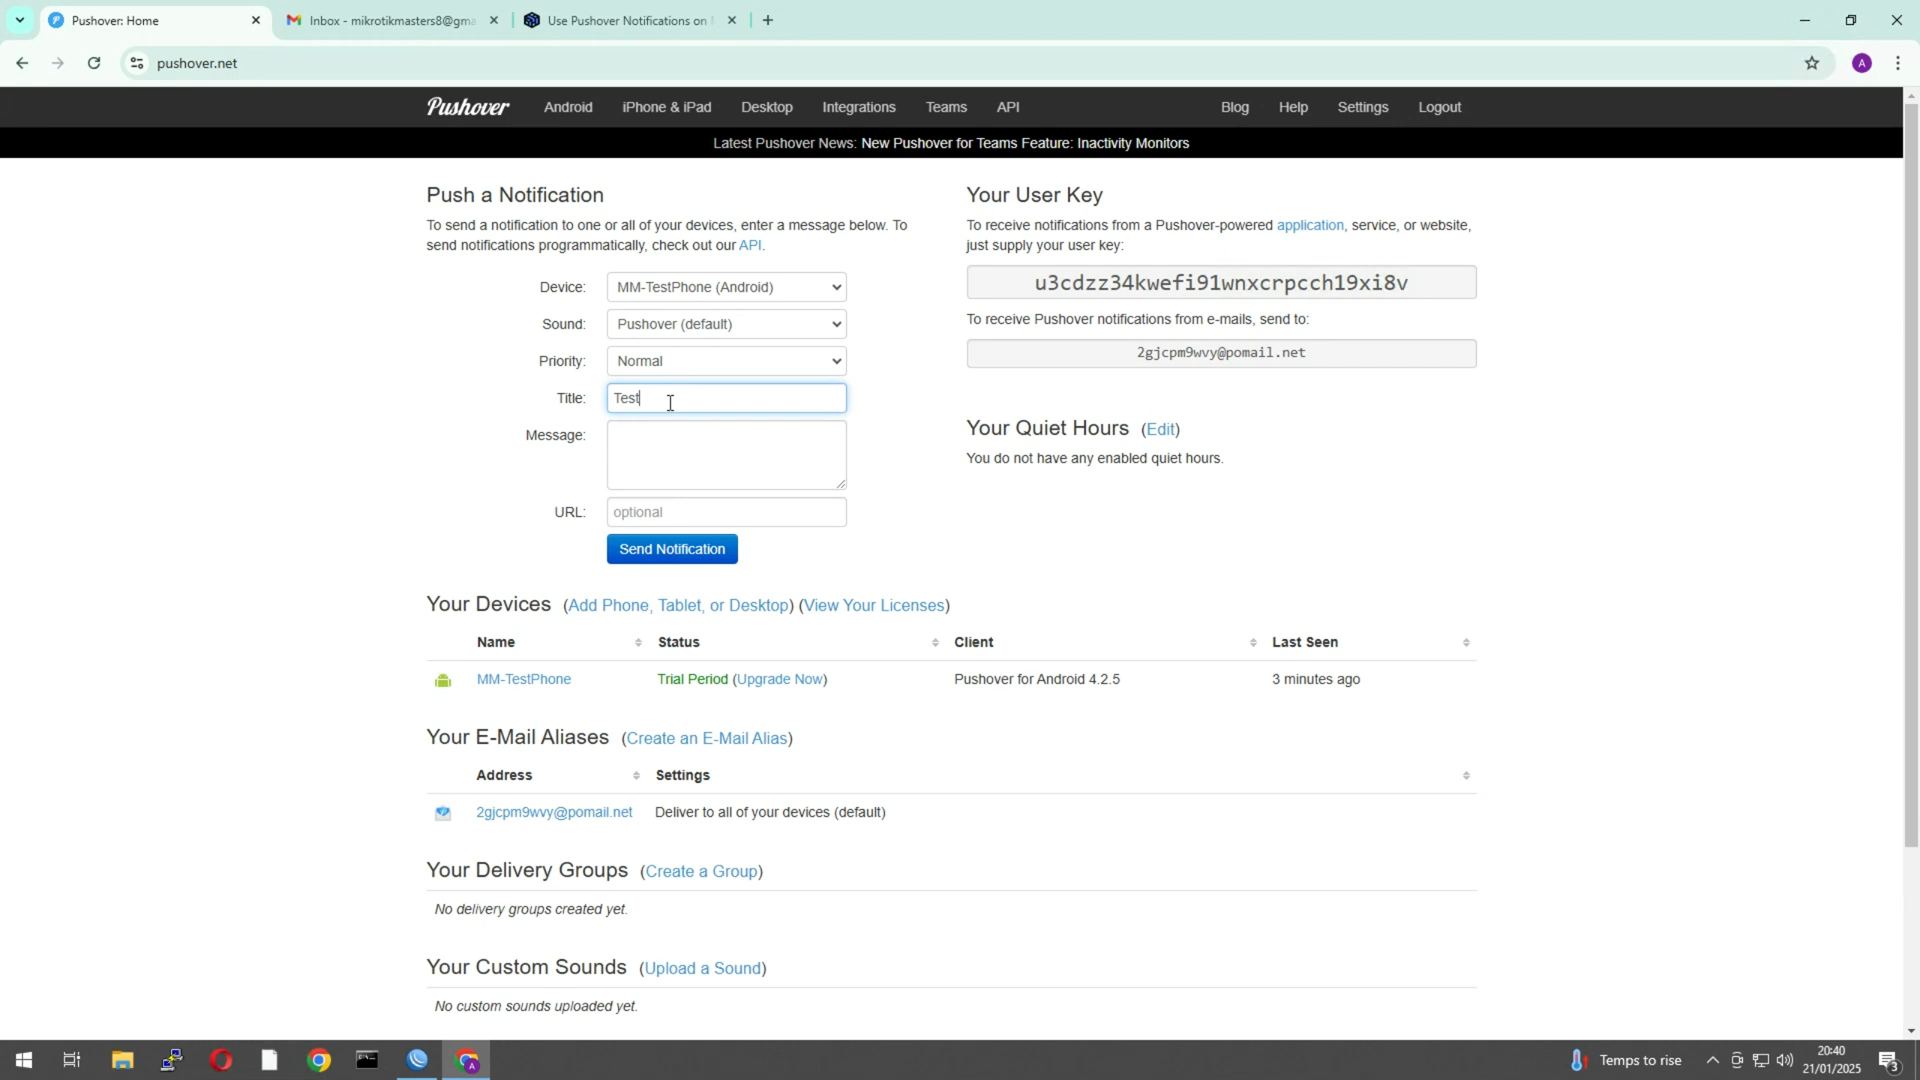 Pushover: Home
Inbox - mikrotikmasters8@gma
Use Pushover Notifications on
pushover.net
A
Pushover
Android
iPhone & iPad
Desktop
Integrations
Teams
API
Blog
Help
Settings
Logout
Latest Pushover News: New Pushover for Teams Feature: Inactivity Monitors
Push a Notification
To send a notification to one or all of your devices, enter a message below. To
send notifications programmatically, check out our API.
Device: MM-TestPhone (Android)
Sound: Pushover (default)
Priority: Normal
Title: Test
Message:
URL: optional
Send Notification
Your User Key
To receive notifications from a Pushover-powered application, service, or website,
just supply your user key:
u3cdzz34kwefi91wnxcrpcch19xi8v
To receive Pushover notifications from e-mails, send to:
2gjcpm9wvy@pomail.net
Your Quiet Hours (Edit)
You do not have any enabled quiet hours.
Your Devices (Add Phone, Tablet, or Desktop) (View Your Licenses)
Name Status Client Last Seen
MM-TestPhone Trial Period (Upgrade Now) Pushover for Android 4.2.5 3 minutes ago
Your E-Mail Aliases (Create an E-Mail Alias)
Address Settings
2gjcpm9wvy@pomail.net Deliver to all of your devices (default)
Your Delivery Groups (Create a Group)
No delivery groups created yet.
Your Custom Sounds (Upload a Sound)
No custom sounds uploaded yet.
A
Temps to rise
20:40
21/01/2025
3